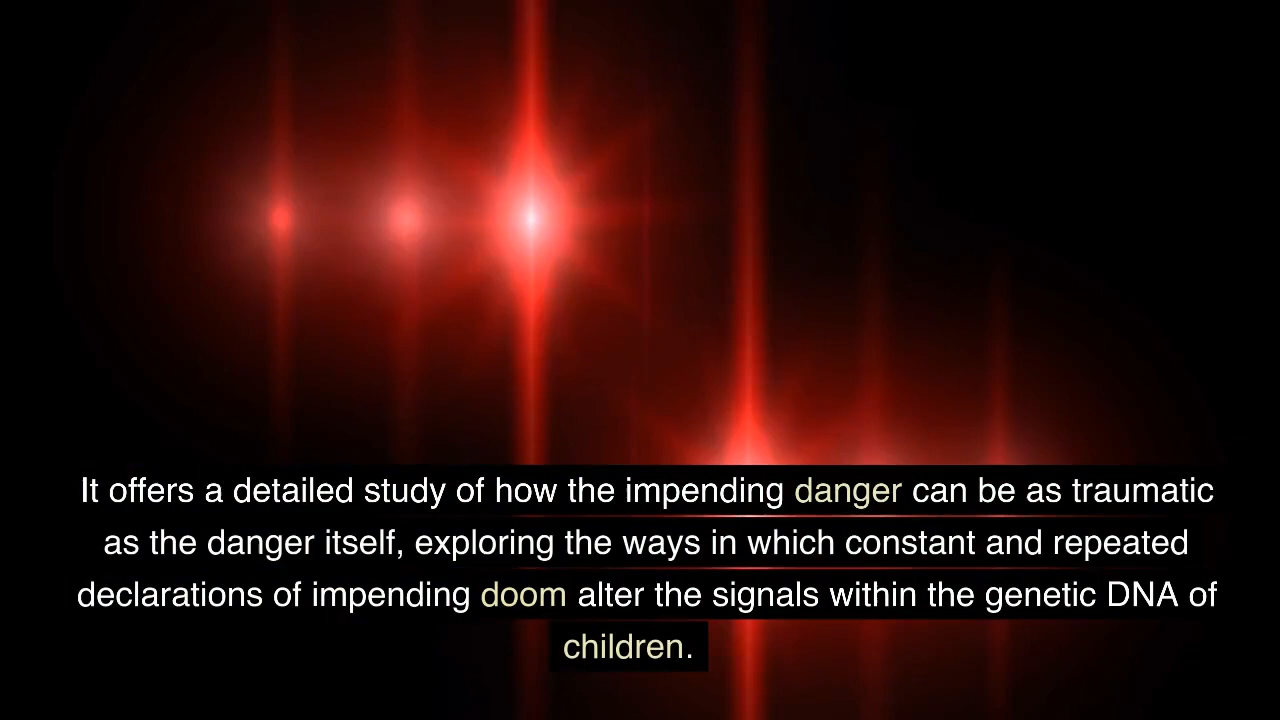 It offers a detailed study of how the impending danger can be as traumatic
as the danger itself, exploring the ways in which constant and repeated
declarations of impending doom alter the signals within the genetic DNA of
children.